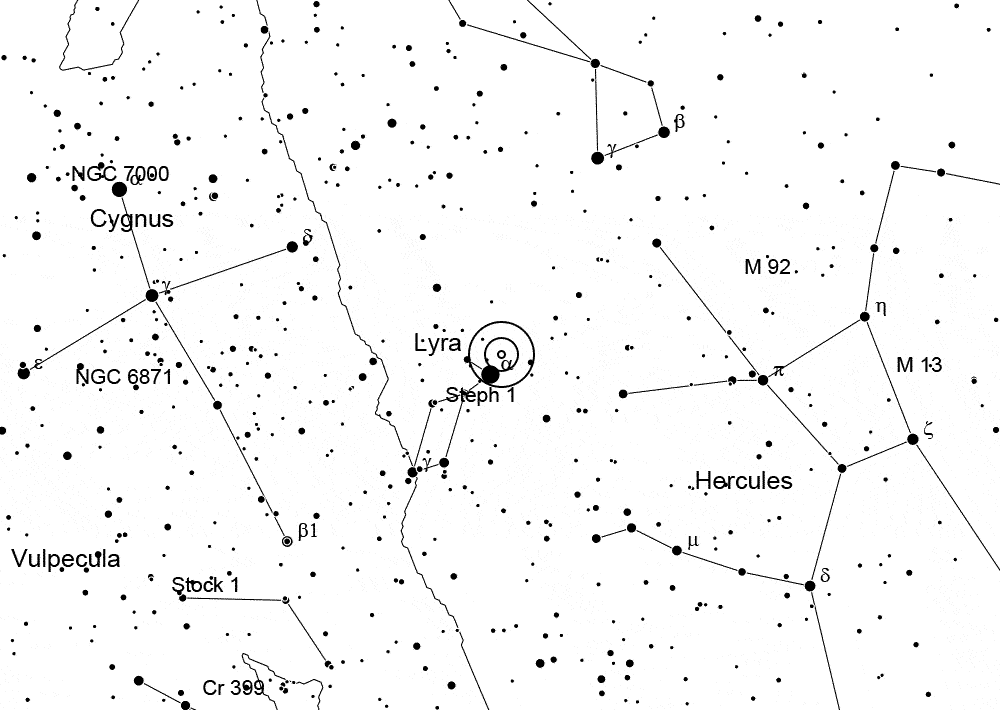 β
γ
NGC 7000
α
Cygnus
δ
M 92
γ
η
Lyra
α
ε
NGC 6871
M 13
π
Steph 1
ζ
γ
Hercules
β1
μ
Vulpecula
Stock 1
δ
Cr 399